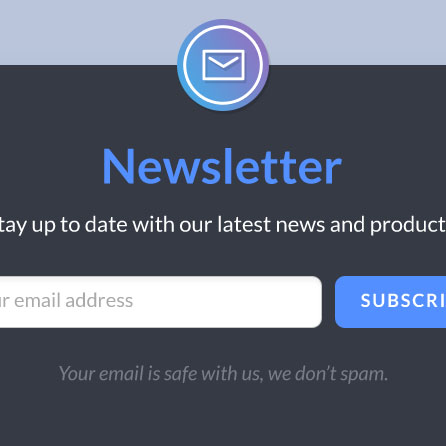 Newsletter
tay up to date with our latest news and product
r email address
SUBSCRI
Your email is safe with us, we don't spam.